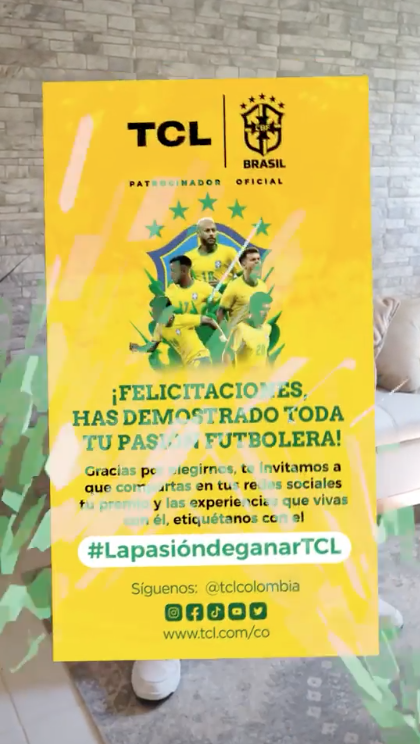 TCL
CBF
BRASIL
PATROCINADOR OFICIAL
¡FELICITACIONES,
HAS DEMOSTRADO TODA
TU PASIÓN FUTBOLERA!
Gracias por elegirnos, te invitamos a
que compartas en tus redes sociales
tu premio y las experiencias que vivas
con él, etiquétanos con el
#LapasióndeganarTCL
Síguenos: @tclcolombia
www.tcl.com/co